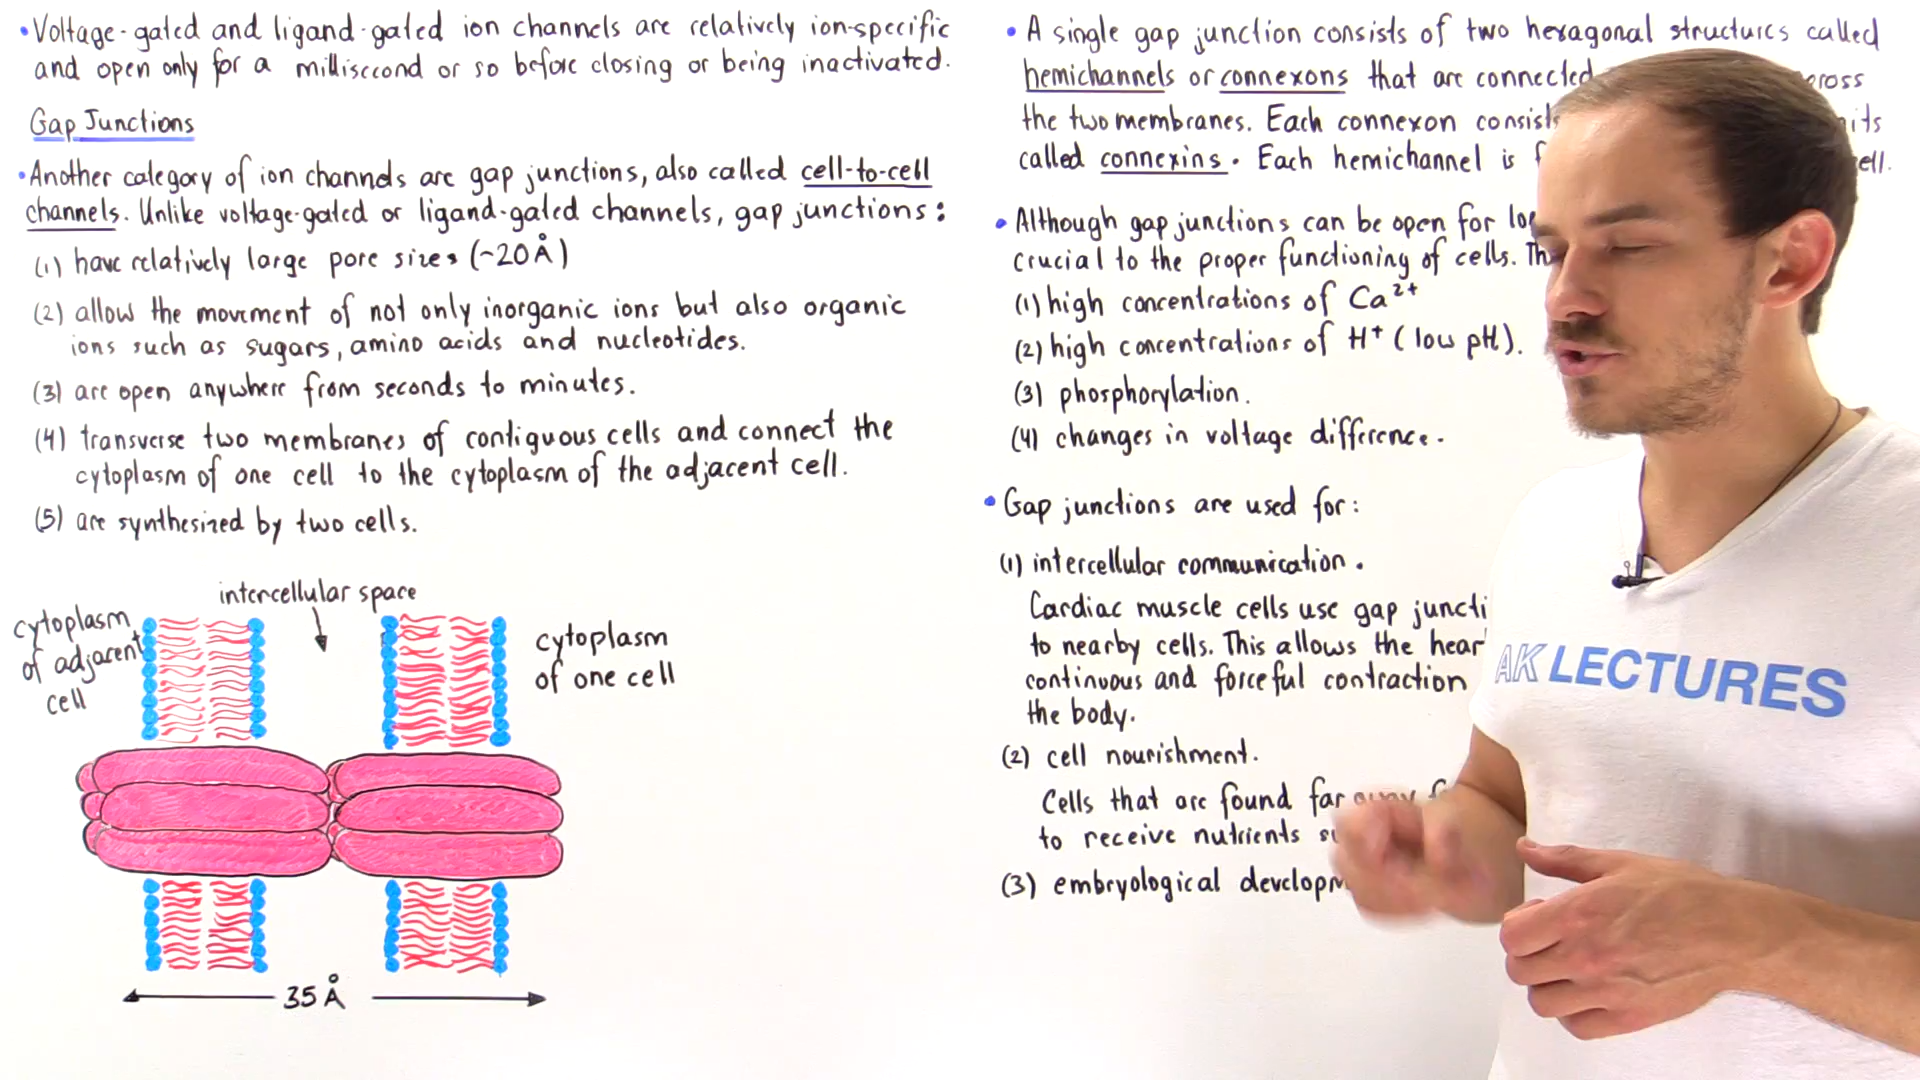 •Voltage-gated and ligand-gated ion channels are relatively ion-specific
and open only for a millisecond or so before closing or being inactivated.
Gap Junctions
•Another category of ion channels are gap junctions, also called cell-to-cell
channels. Unlike voltage-gated or ligand-gated channels, gap junctions:
(1) have relatively large pore sizes (~20Å)
(2) allow the movement of not only inorganic ions but also organic
ions such as sugars, amino acids and nucleotides.
(3) are open anywhere from seconds to minutes.
(4) transverse two membranes of contiguous cells and connect the
cytoplasm of one cell to the cytoplasm of the adjacent cell.
(5) are synthesized by two cells.
intercellular space
cytoplasm
of adjacent
cell
cytoplasm
of one cell
35 Å
• A single gap junction consists of two hexagonal structures called
hemichannels or connexons that are connected
the two membranes. Each connexon
called connexins. Each hemichannel is
• Although gap junctions can be open for
crucial to the proper functioning of cells.
(1) high concentrations of Ca²⁺
(2) high concentrations of H⁺ (low pH).
(3) phosphorylation.
(4) changes in voltage difference.
• Gap junctions are used for:
(1) intercellular communication.
Cardiac muscle cells use gap
to nearby cells. This allows the
continuous and forceful contraction
the body.
(2) cell nourishment.
Cells that are found far
to receive nutrients
(3) embryological
AK LECTURES